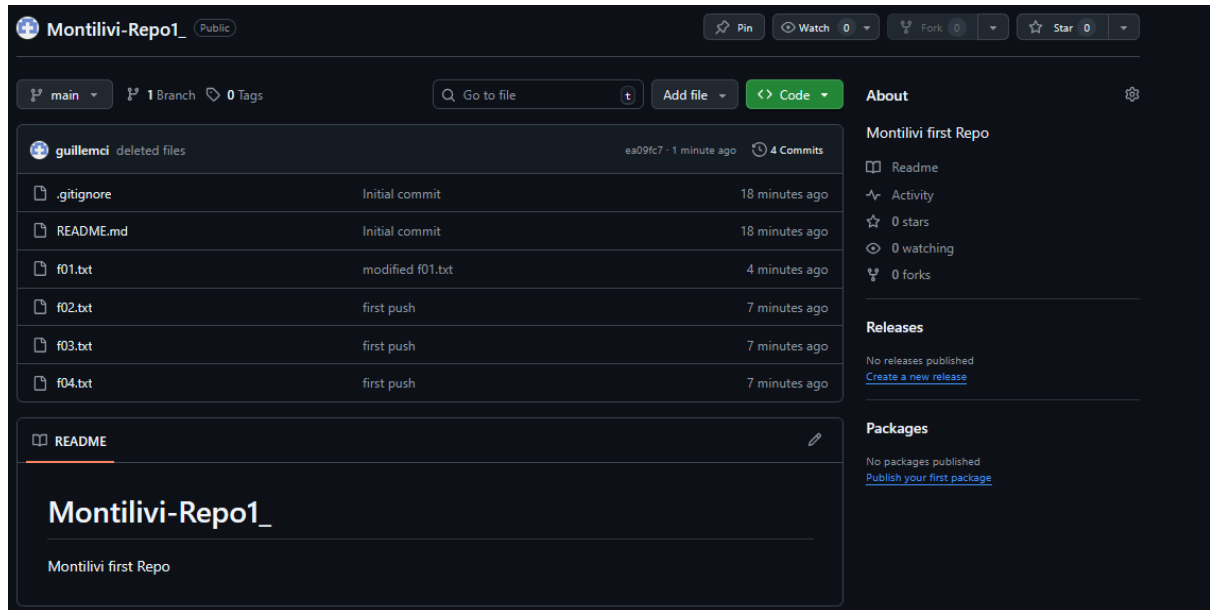 Montilivi-Repo1_ Public Pin Watch 0 Fork 0 Star 0
main 1 Branch 0 Tags Go to file t Add file <> Code
guillemci deleted files ea09fc7 · 1 minute ago 4 Commits
.gitignore Initial commit 18 minutes ago
README.md Initial commit 18 minutes ago
f01.txt modified f01.txt 4 minutes ago
f02.txt first push 7 minutes ago
f03.txt first push 7 minutes ago
f04.txt first push 7 minutes ago
README
Montilivi-Repo1_
Montilivi first Repo
About
Montilivi first Repo
Readme
Activity
0 stars
0 watching
0 forks
Releases
No releases published
Create a new release
Packages
No packages published
Publish your first package